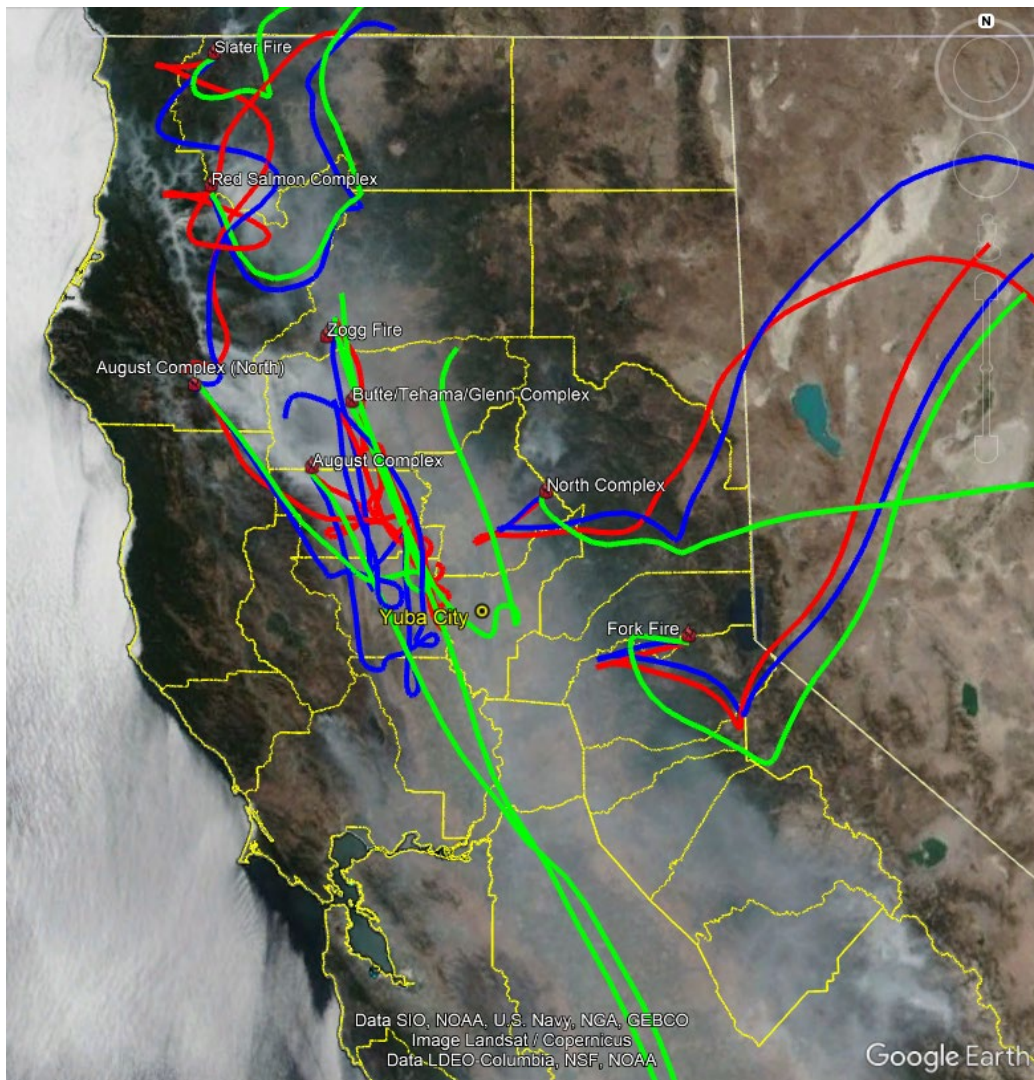 N
Slater Fire
Red Salmon Complex
Zogg Fire
August Complex (North)
Butte/Tehama/Glenn Complex
August Complex
North Complex
Yuba City
Fork Fire
Data SIO, NOAA, U.S. Navy, NGA, GEBCO
Image Landsat / Copernicus
Data LDEO-Columbia, NSF, NOAA
Google Earth